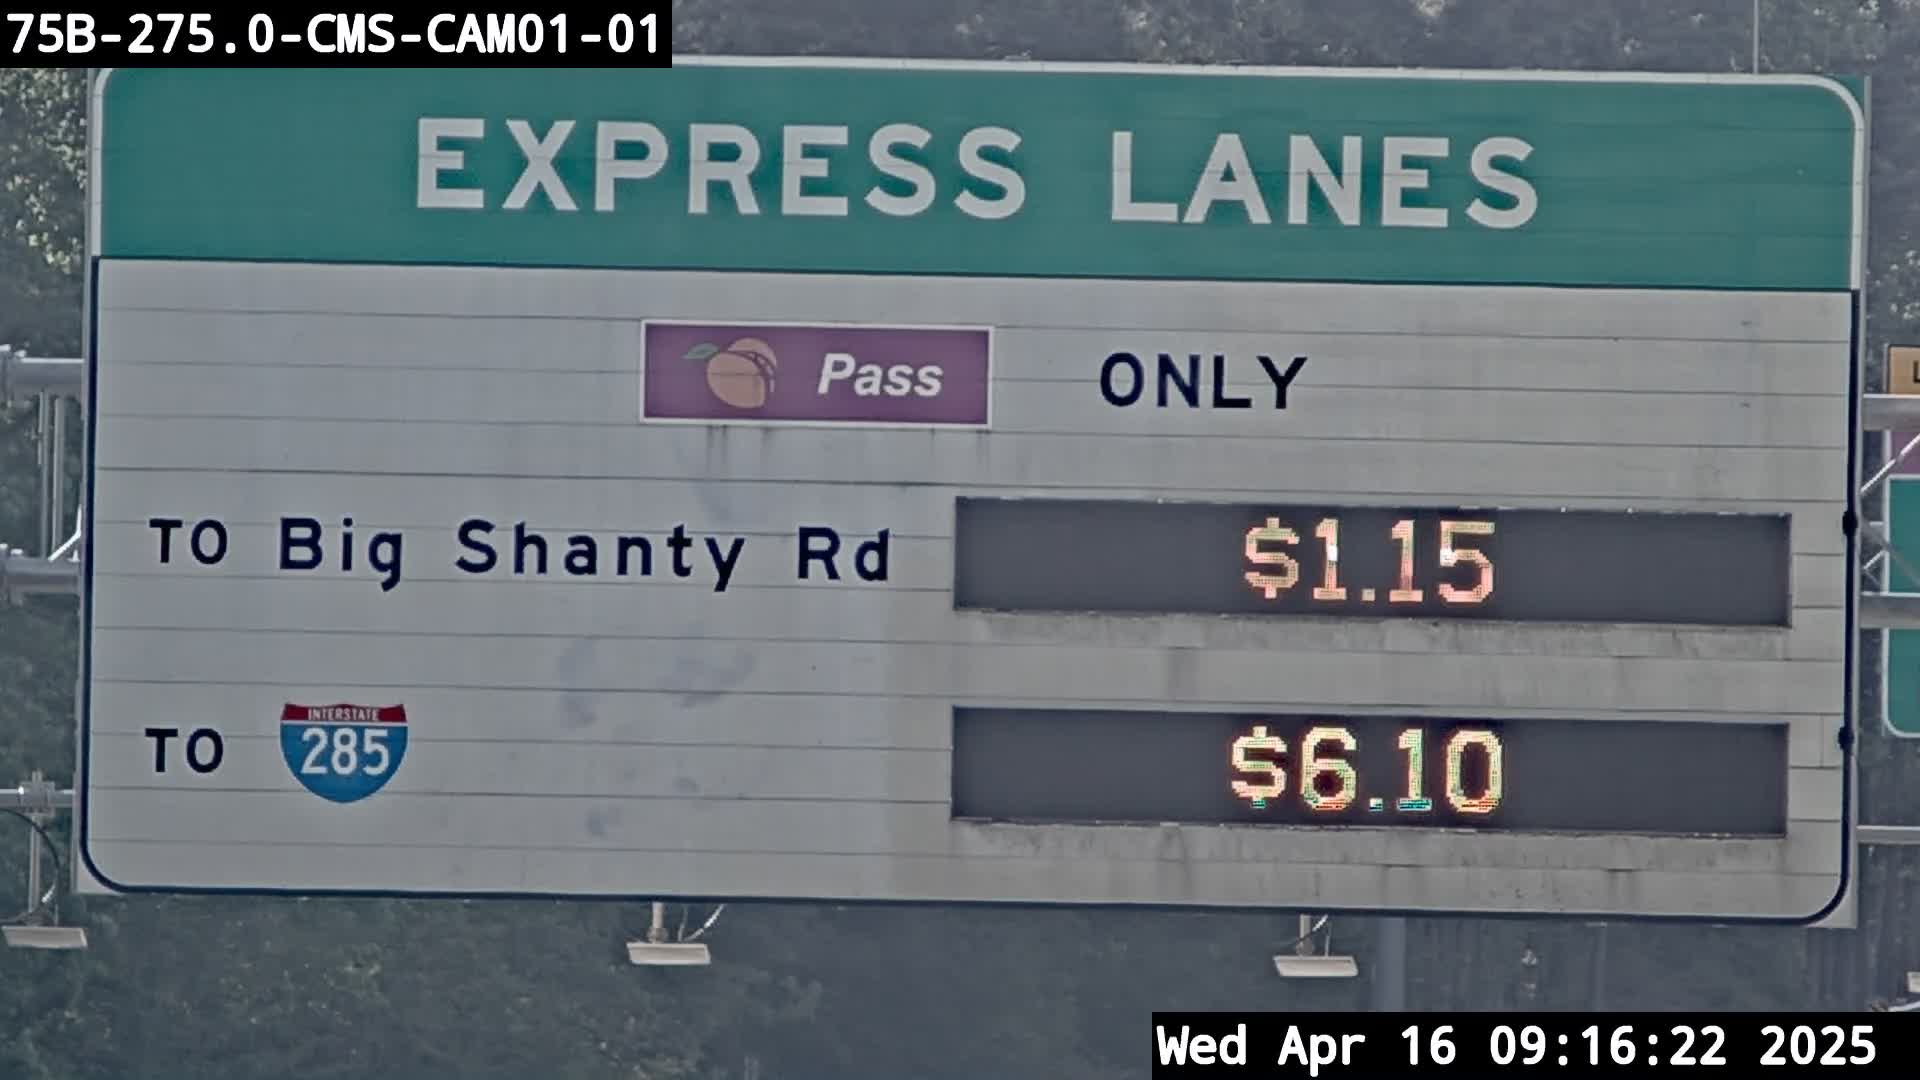 75B-275.0-CMS-CAM01-01
EXPRESS LANES
Pass ONLY
TO Big Shanty Rd $1.15
TO INTERSTATE 285 $6.10
Wed Apr 16 09:16:22 2025